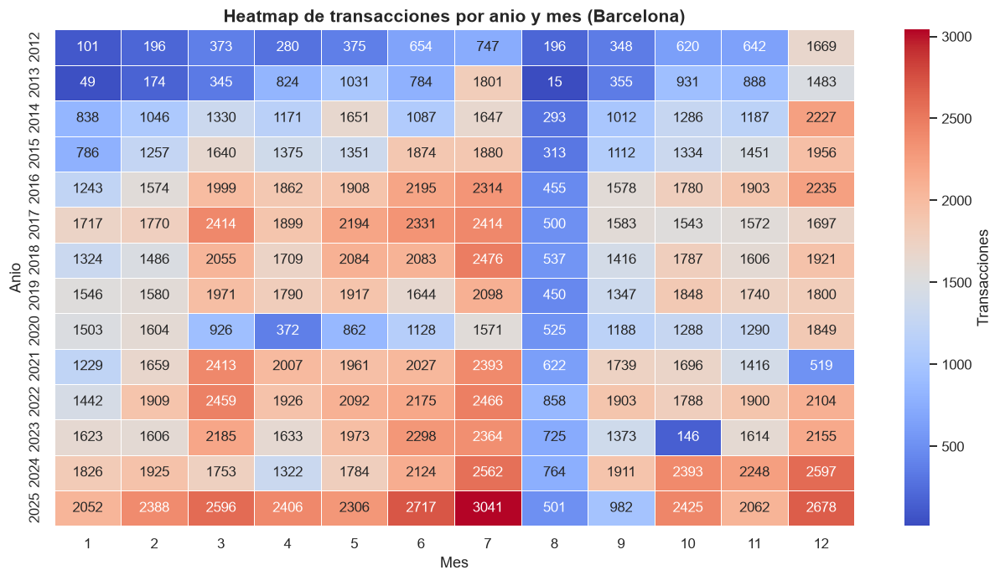 Heatmap de transacciones por anio y mes (Barcelona)
2012 101 196 373 280 375 654 747 196 348 620 642 1669
2013 49 174 345 824 1031 784 1801 15 355 931 888 1483
2014 838 1046 1330 1171 1651 1087 1647 293 1012 1286 1187 2227
2015 786 1257 1640 1375 1351 1874 1880 313 1112 1334 1451 1956
2016 1243 1574 1999 1862 1908 2195 2314 455 1578 1780 1903 2235
2017 1717 1770 2414 1899 2194 2331 2414 500 1583 1543 1572 1697
2018 1324 1486 2055 1709 2084 2083 2476 537 1416 1787 1606 1921
2019 1546 1580 1971 1790 1917 1644 2098 450 1347 1848 1740 1800
2020 1503 1604 926 372 862 1128 1571 525 1188 1288 1290 1849
2021 1229 1659 2413 2007 1961 2027 2393 622 1739 1696 1416 519
2022 1442 1909 2459 1926 2092 2175 2466 858 1903 1788 1900 2104
2023 1623 1606 2185 1633 1973 2298 2364 725 1373 146 1614 2155
2024 1826 1925 1753 1322 1784 2124 2562 764 1911 2393 2248 2597
2025 2052 2388 2596 2406 2306 2717 3041 501 982 2425 2062 2678
1 2 3 4 5 6 7 8 9 10 11 12
Mes
Anio
3000
2500
2000
1500
1000
500
Transacciones